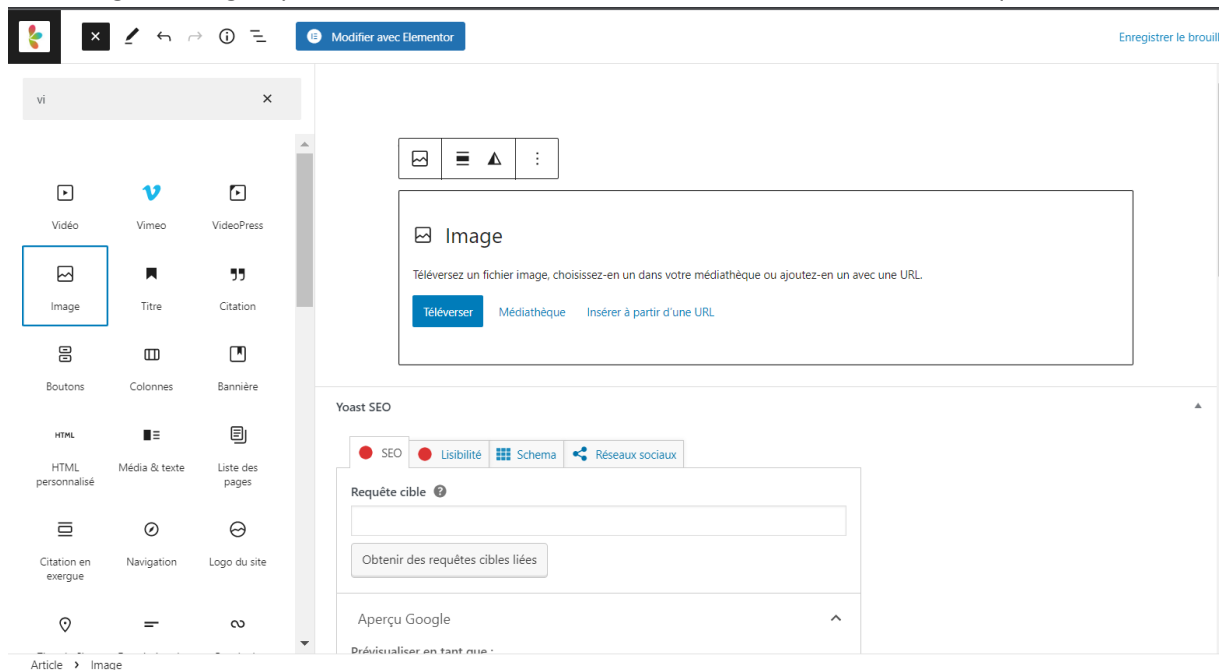 Modifier avec Elementor
Enregistrer le brouill
vi
Vidéo
Vimeo
VideoPress
Image
Titre
Citation
Boutons
Colonnes
Bannière
HTML
HTML
personnalisé
Média & texte
Liste des
pages
Citation en
exergue
Navigation
Logo du site
Image
Téléversez un fichier image, choisissez-en un dans votre médiathèque ou ajoutez-en un avec une URL.
Téléverser
Médiathèque
Insérer à partir d'une URL
Yoast SEO
SEO
Lisibilité
Schema
Réseaux sociaux
Requête cible
Obtenir des requêtes cibles liées
Aperçu Google
Prévisualiser en tant que :
Article > Image